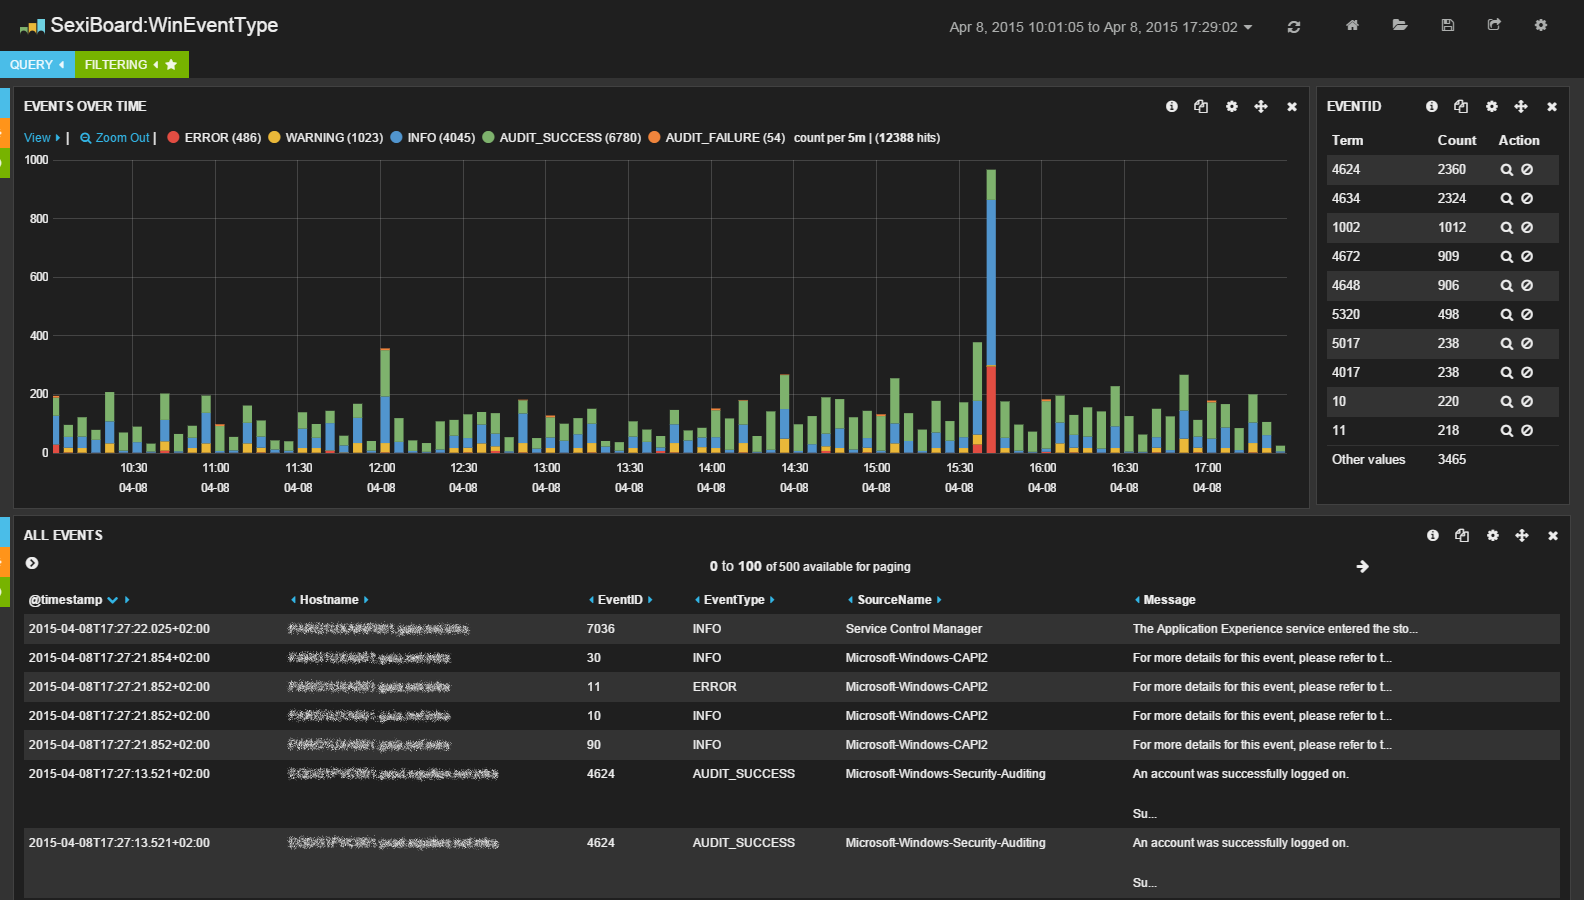 SexiBoard:WinEventType
Apr 8, 2015 10:01:05 to Apr 8, 2015 17:29:02
QUERY FILTERING
EVENTS OVER TIME
View | Zoom Out | ERROR (486) WARNING (1023) INFO (4045) AUDIT_SUCCESS (6780) AUDIT_FAILURE (54) count per 5m | (12388 hits)
1000
800
600
400
200
0
10:30 11:00 11:30 12:00 12:30 13:00 13:30 14:00 14:30 15:00 15:30 16:00 16:30 17:00
04-08 04-08 04-08 04-08 04-08 04-08 04-08 04-08 04-08 04-08 04-08 04-08 04-08 04-08
EVENTID
Term Count Action
4624 2360
4634 2324
1002 1012
4672 909
4648 906
5320 498
5017 238
4017 238
10 220
11 218
Other values 3465
ALL EVENTS
0 to 100 of 500 available for paging
@timestamp Hostname EventID EventType SourceName Message
2015-04-08T17:27:22.025+02:00 7036 INFO Service Control Manager The Application Experience service entered the sto...
2015-04-08T17:27:21.854+02:00 30 INFO Microsoft-Windows-CAPI2 For more details for this event, please refer to t...
2015-04-08T17:27:21.852+02:00 11 ERROR Microsoft-Windows-CAPI2 For more details for this event, please refer to t...
2015-04-08T17:27:21.852+02:00 10 INFO Microsoft-Windows-CAPI2 For more details for this event, please refer to t...
2015-04-08T17:27:21.852+02:00 90 INFO Microsoft-Windows-CAPI2 For more details for this event, please refer to t...
2015-04-08T17:27:13.521+02:00 4624 AUDIT_SUCCESS Microsoft-Windows-Security-Auditing An account was successfully logged on.
Su...
2015-04-08T17:27:13.521+02:00 4624 AUDIT_SUCCESS Microsoft-Windows-Security-Auditing An account was successfully logged on.
Su...